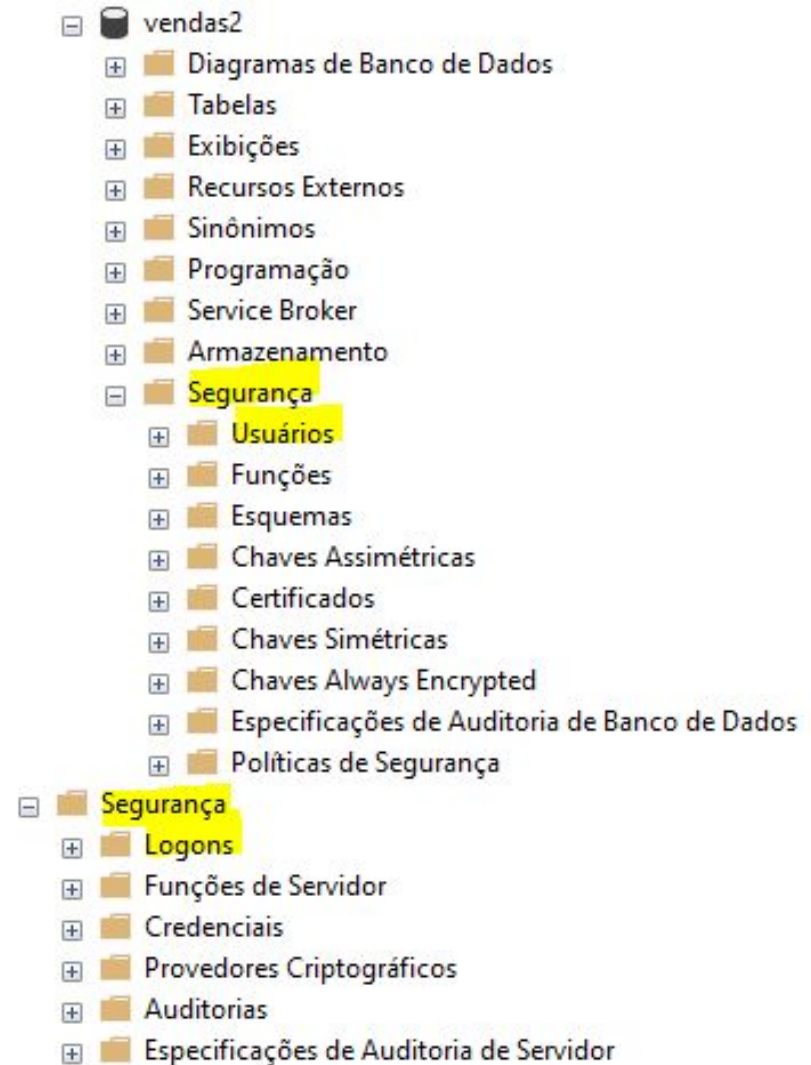 vendas2
Diagramas de Banco de Dados
Tabelas
Exibições
Recursos Externos
Sinônimos
Programação
Service Broker
Armazenamento
Segurança
Usuários
Funções
Esquemas
Chaves Assimétricas
Certificados
Chaves Simétricas
Chaves Always Encrypted
Especificações de Auditoria de Banco de Dados
Políticas de Segurança
Segurança
Logons
Funções de Servidor
Credenciais
Provedores Criptográficos
Auditorias
Especificações de Auditoria de Servidor